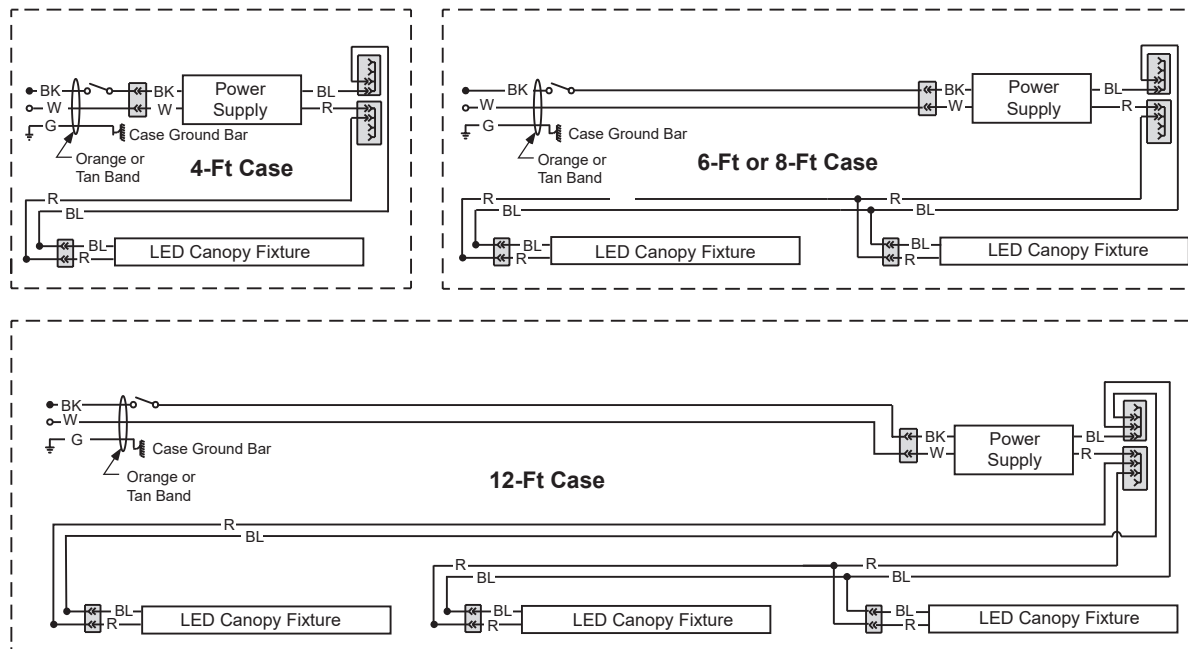 BK
BK
Power
Supply
BL
W
W
R
G
Case Ground Bar
Orange or
Tan Band
4-Ft Case
R
BL
BL
R
LED Canopy Fixture
BK
BK
Power
Supply
BL
W
W
R
G
Case Ground Bar
Orange or
Tan Band
6-Ft or 8-Ft Case
R
R
BL
BL
BL
R
LED Canopy Fixture
BL
R
LED Canopy Fixture
BK
W
G
Case Ground Bar
Orange or
Tan Band
BK
W
Power
Supply
BL
R
12-Ft Case
R
BL
R
R
BL
BL
BL
R
LED Canopy Fixture
BL
R
LED Canopy Fixture
BL
R
LED Canopy Fixture